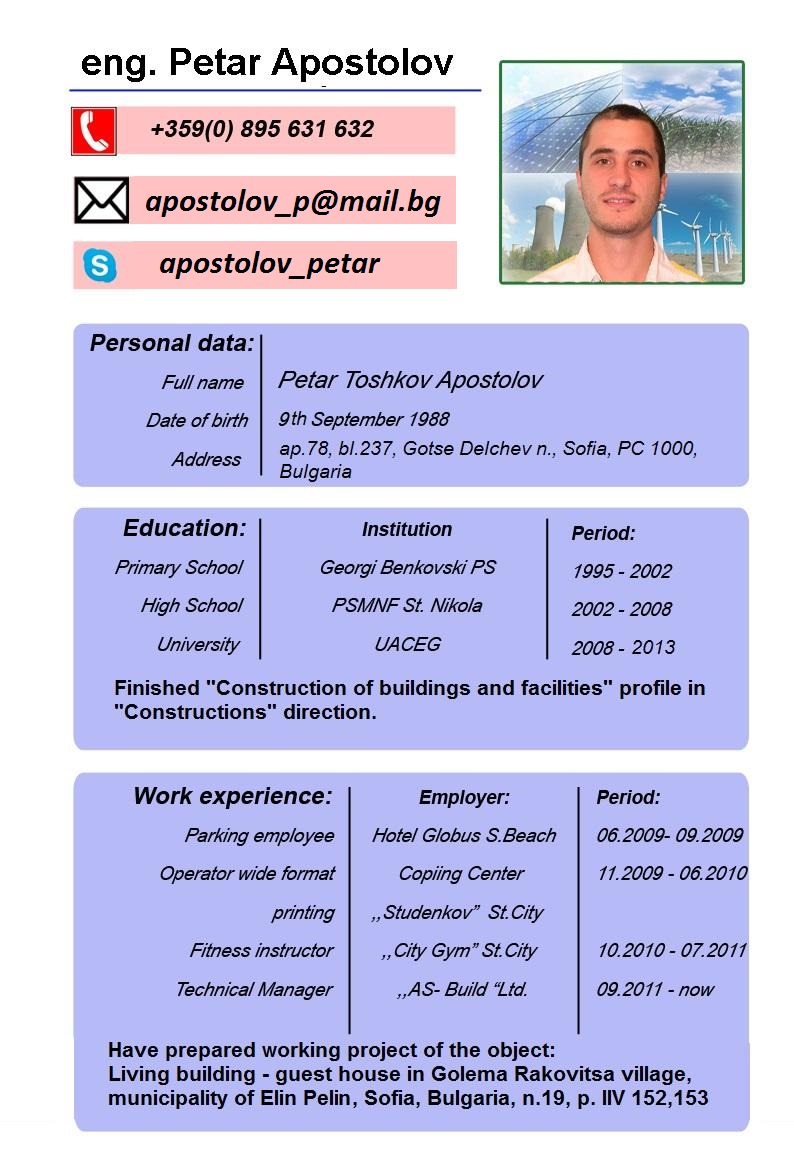 eng. Petar Apostolov
+359(0) 895 631 632
apostolov_p@mail.bg
S apostolov_petar
Personal data:
Full name Petar Toshkov Apostolov
Date of birth 9th September 1988
Address ap.78, bl.237, Gotse Delchev n., Sofia, PC 1000,
Bulgaria
Education: Institution Period:
Primary School Georgi Benkovski PS 1995 - 2002
High School PSMNF St. Nikola 2002 - 2008
University UACEG 2008 - 2013
Finished "Construction of buildings and facilities" profile in
"Constructions" direction.
Work experience: Employer: Period:
Parking employee Hotel Globus S.Beach 06.2009- 09.2009
Operator wide format Copiing Center 11.2009 - 06.2010
printing ,,Studenkov” St.City
Fitness instructor ,,City Gym” St.City 10.2010 - 07.2011
Technical Manager ,,AS- Build “Ltd. 09.2011 - now
Have prepared working project of the object:
Living building - guest house in Golema Rakovitsa village,
municipality of Elin Pelin, Sofia, Bulgaria, n.19, p. IIV 152,153